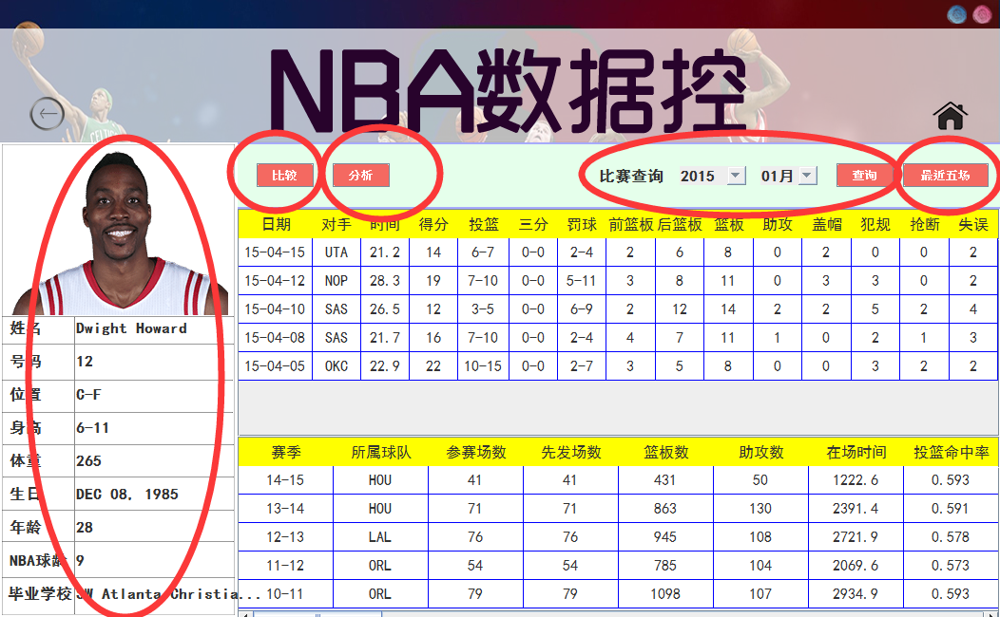 NBA数据控
比较 分析 比赛查询 2015 01月 查询 最近五场
日期 对手 时间 得分 投篮 三分 罚球 前篮板 后篮板 篮板 助攻 盖帽 犯规 抢断 失误
15-04-15 UTA 21.2 14 6-7 0-0 2-4 2 6 8 0 2 0 0 2
15-04-12 NOP 28.3 19 7-10 0-0 5-11 3 8 11 0 3 3 0 2
15-04-10 SAS 26.5 12 3-5 0-0 6-9 2 12 14 2 2 5 2 4
15-04-08 SAS 21.7 16 7-10 0-0 2-4 4 7 11 1 0 2 1 3
15-04-05 OKC 22.9 22 10-15 0-0 2-7 3 5 8 0 0 3 2 2
姓名 Dwight Howard
号码 12
位置 C-F
身高 6-11
体重 265
生日 DEC 08, 1985
年龄 28
NBA球龄 9
毕业学校 SW Atlanta Christia...
赛季 所属球队 参赛场数 先发场数 篮板数 助攻数 在场时间 投篮命中率
14-15 HOU 41 41 431 50 1222.6 0.593
13-14 HOU 71 71 863 130 2391.4 0.591
12-13 LAL 76 76 945 108 2721.9 0.578
11-12 ORL 54 54 785 104 2069.6 0.573
10-11 ORL 79 79 1098 107 2934.9 0.593